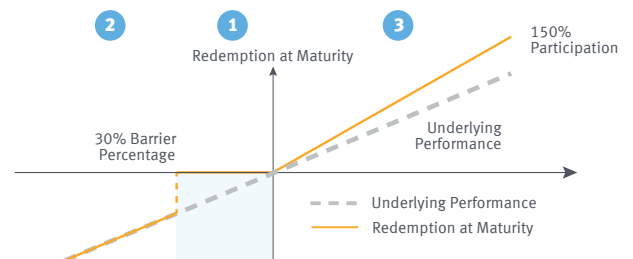 2
1
3
Redemption at Maturity
150%
Participation
30% Barrier
Percentage
Underlying
Performance
Underlying Performance
Redemption at Maturity